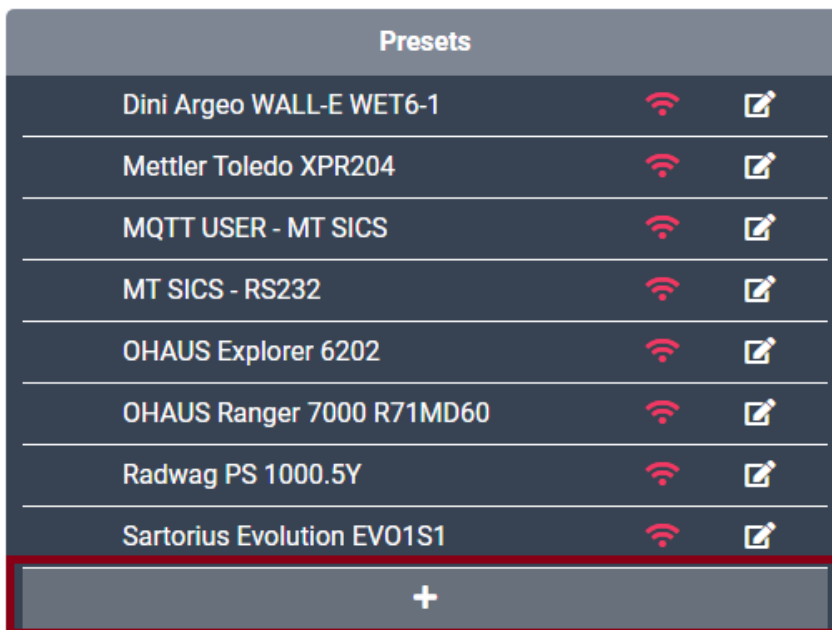 Presets
Dini Argeo WALL-E WET6-1
Mettler Toledo XPR204
MQTT USER - MT SICS
MT SICS - RS232
OHAUS Explorer 6202
OHAUS Ranger 7000 R71MD60
Radwag PS 1000.5Y
Sartorius Evolution EVO1S1
+